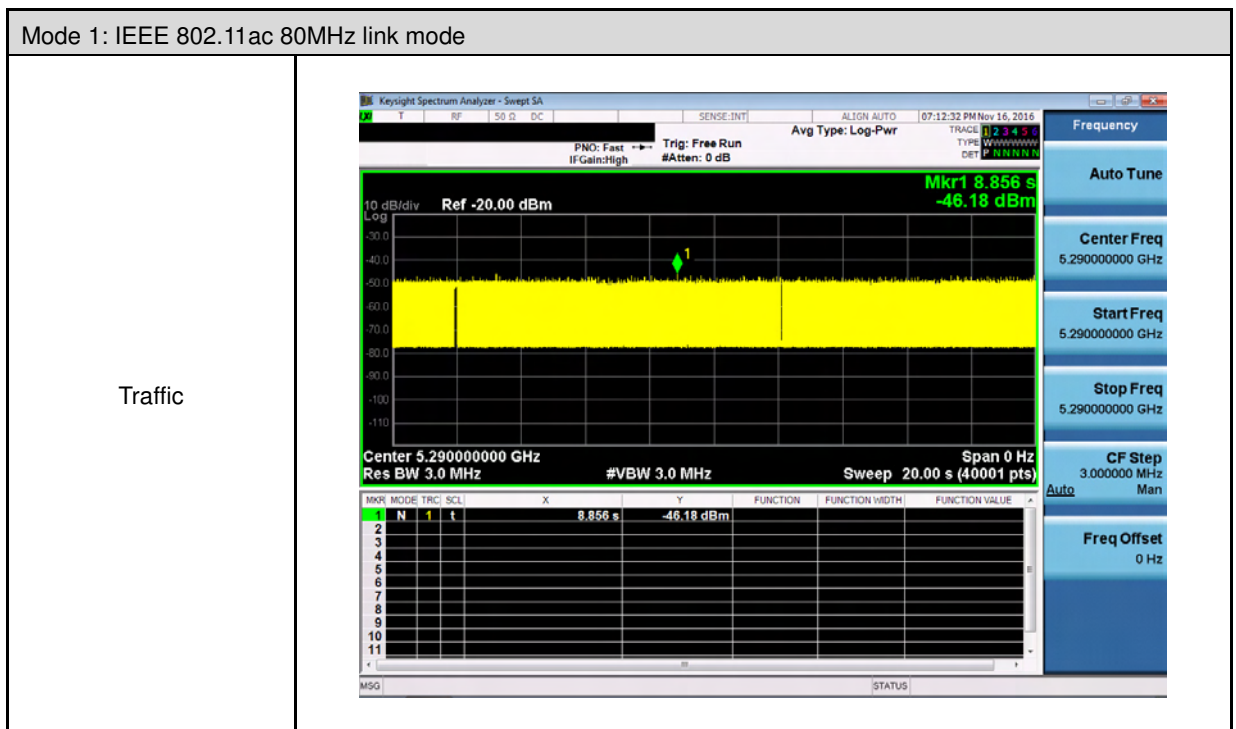 Mode 1: IEEE 802.11ac 80MHz link mode
Traffic
Keysight Spectrum Analyzer - Swept SA
T RF 50 Ω DC SENSE:INT ALIGN AUTO 07:12:32 PM Nov 16, 2016
PNO: Fast
IFGain:High
Trig: Free Run
#Atten: 0 dB
Avg Type: Log-Pwr
TRACE 1 2 3 4 5 6
TYPE WWWWWW
DET P N N N N N
Mkr1 8.856 s
-46.18 dBm
10 dB/div Ref -20.00 dBm
Log
-30.0
-40.0
-50.0
-60.0
-70.0
-80.0
-90.0
-100
-110
1
Center 5.290000000 GHz Span 0 Hz
Res BW 3.0 MHz #VBW 3.0 MHz Sweep 20.00 s (40001 pts)
MKR MODE TRC SCL X Y FUNCTION FUNCTION WIDTH FUNCTION VALUE
1 N 1 t 8.856 s -46.18 dBm
2
3
4
5
6
7
8
9
10
11
MSG STATUS
Frequency
Auto Tune
Center Freq
5.290000000 GHz
Start Freq
5.290000000 GHz
Stop Freq
5.290000000 GHz
CF Step
3.000000 MHz
Auto Man
Freq Offset
0 Hz